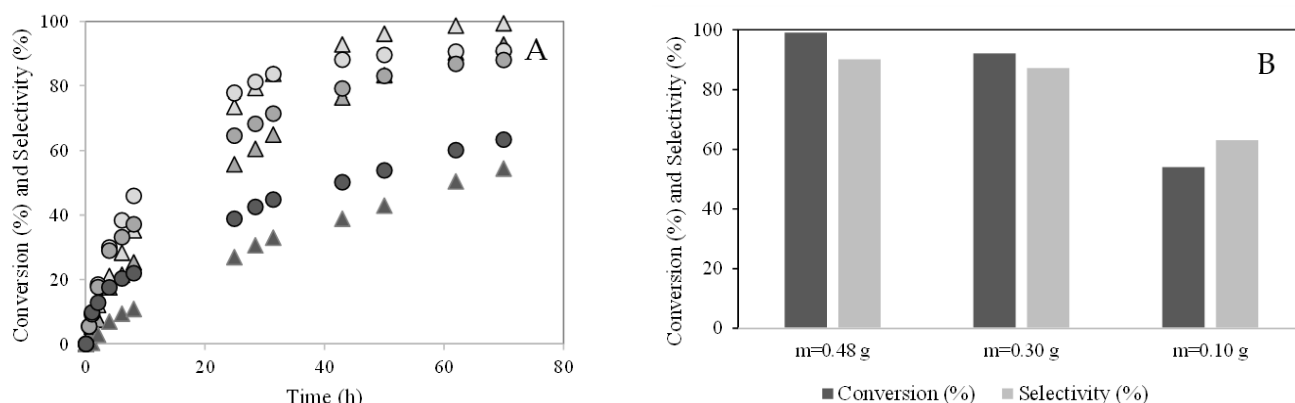 Conversion (%) and Selectivity (%)
100
80
60
40
20
0
0
20
40
60
80
Time (h)
A
Conversion (%) and Selectivity (%)
100
80
60
40
20
0
m=0.48 g
m=0.30 g
m=0.10 g
B
Conversion (%)
Selectivity (%)